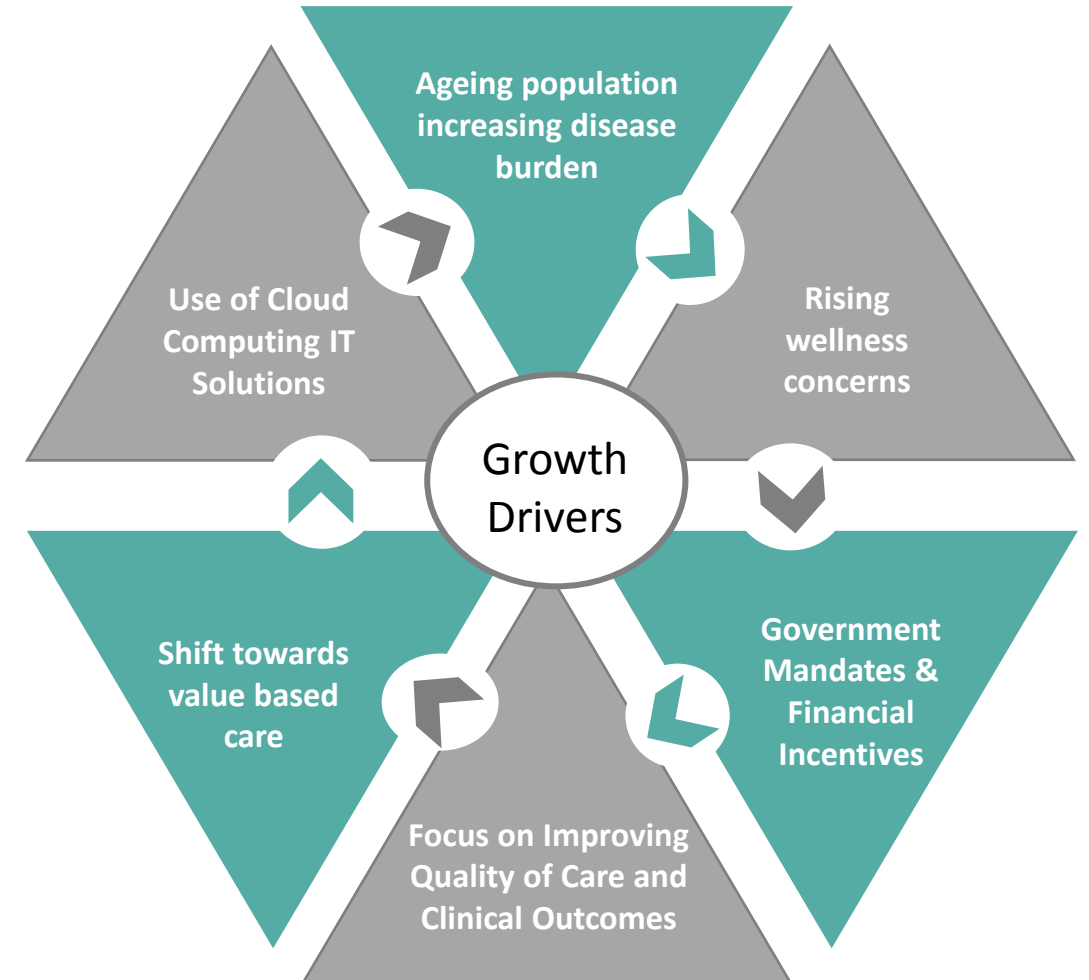 Ageing population
increasing disease
burden
Rising
wellness
concerns
Government
Mandates &
Financial
Incentives
Focus on Improving
Quality of Care and
Clinical Outcomes
Shift towards
value based
care
Use of Cloud
Computing IT
Solutions
Growth
Drivers